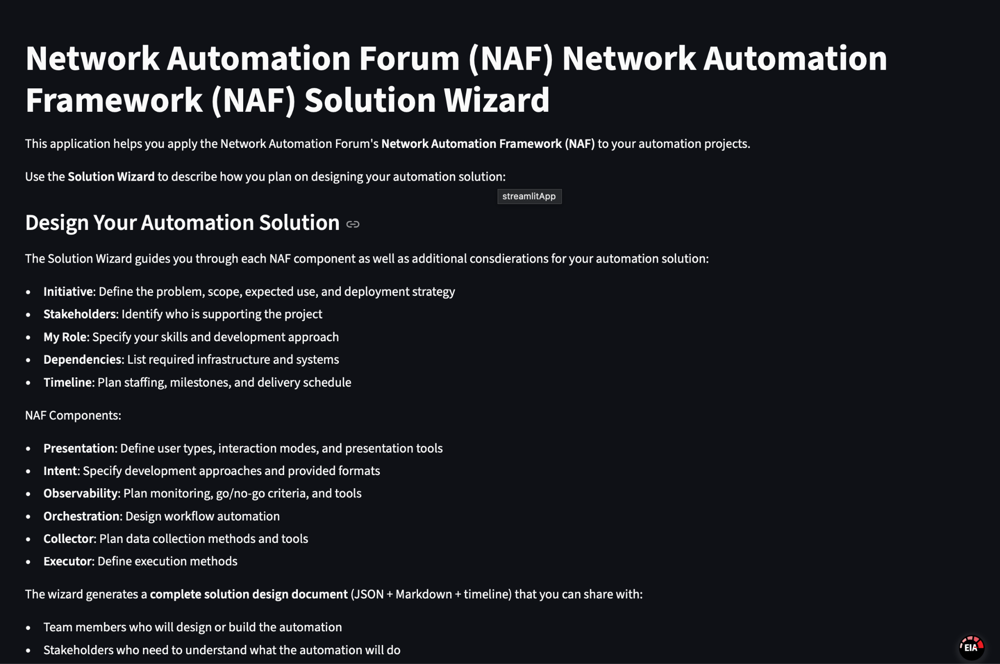 Network Automation Forum (NAF) Network Automation
Framework (NAF) Solution Wizard
This application helps you apply the Network Automation Forum's Network Automation Framework (NAF) to your automation projects.
Use the Solution Wizard to describe how you plan on designing your automation solution:
streamlitApp
Design Your Automation Solution
The Solution Wizard guides you through each NAF component as well as additional consdierations for your automation solution:
• Initiative: Define the problem, scope, expected use, and deployment strategy
• Stakeholders: Identify who is supporting the project
• My Role: Specify your skills and development approach
• Dependencies: List required infrastructure and systems
• Timeline: Plan staffing, milestones, and delivery schedule
NAF Components:
• Presentation: Define user types, interaction modes, and presentation tools
• Intent: Specify development approaches and provided formats
• Observability: Plan monitoring, go/no-go criteria, and tools
• Orchestration: Design workflow automation
• Collector: Plan data collection methods and tools
• Executor: Define execution methods
The wizard generates a complete solution design document (JSON + Markdown + timeline) that you can share with:
• Team members who will design or build the automation
• Stakeholders who need to understand what the automation will do
EIA